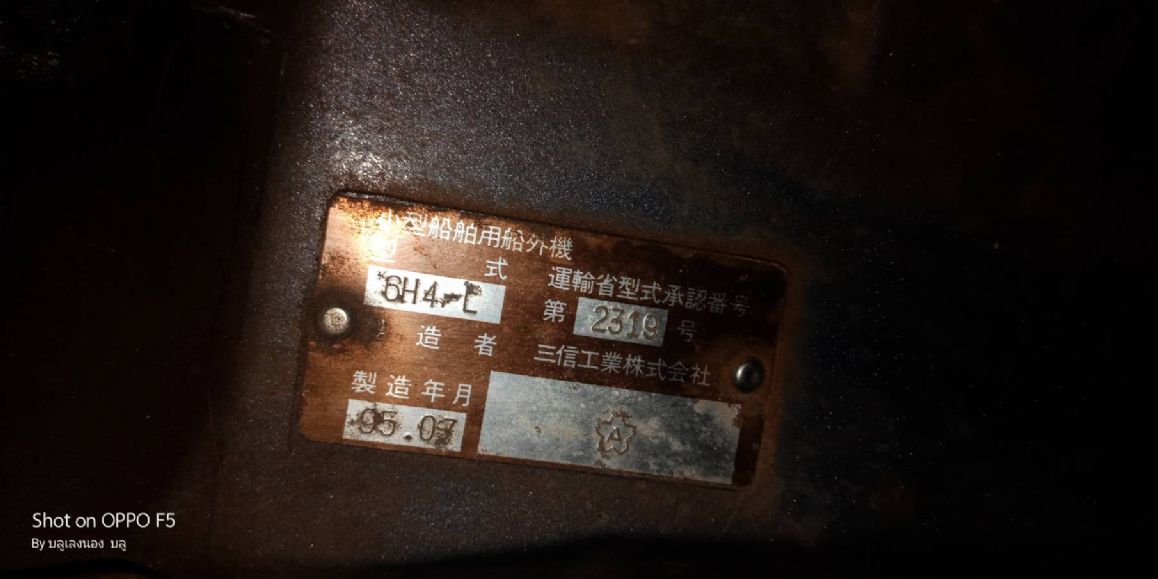 小型船舶用船外機
型式 運輸省型式承認番号
6H4-L 第 2319 号
製造者 三信工業株式会社
製造年月
95.07
A
Shot on OPPO F5
By บลูเลงนอง บลู